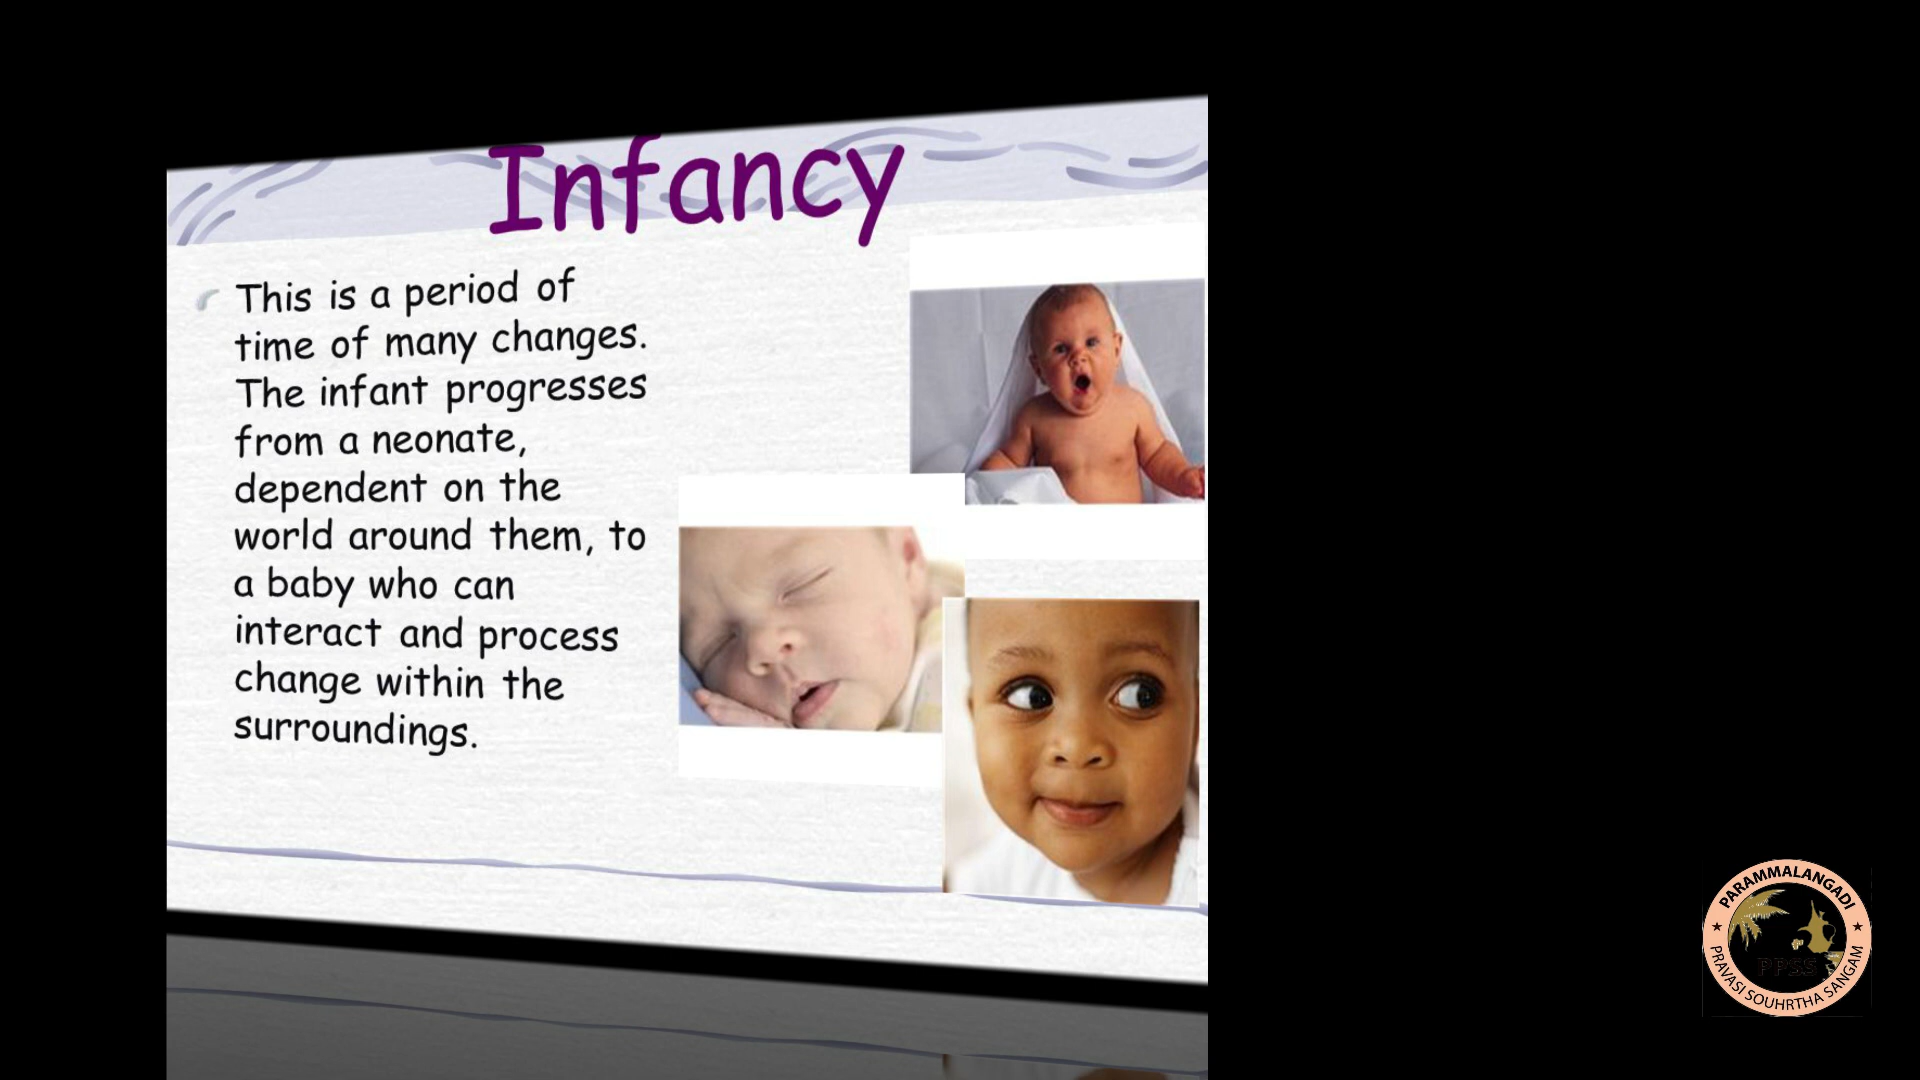 Infancy
This is a period of
time of many changes.
The infant progresses
from a neonate,
dependent on the
world around them, to
a baby who can
interact and process
change within the
surroundings.
PARAMMALANGADI
PPSS
PRAVASI SOUHRTHA SANGAM